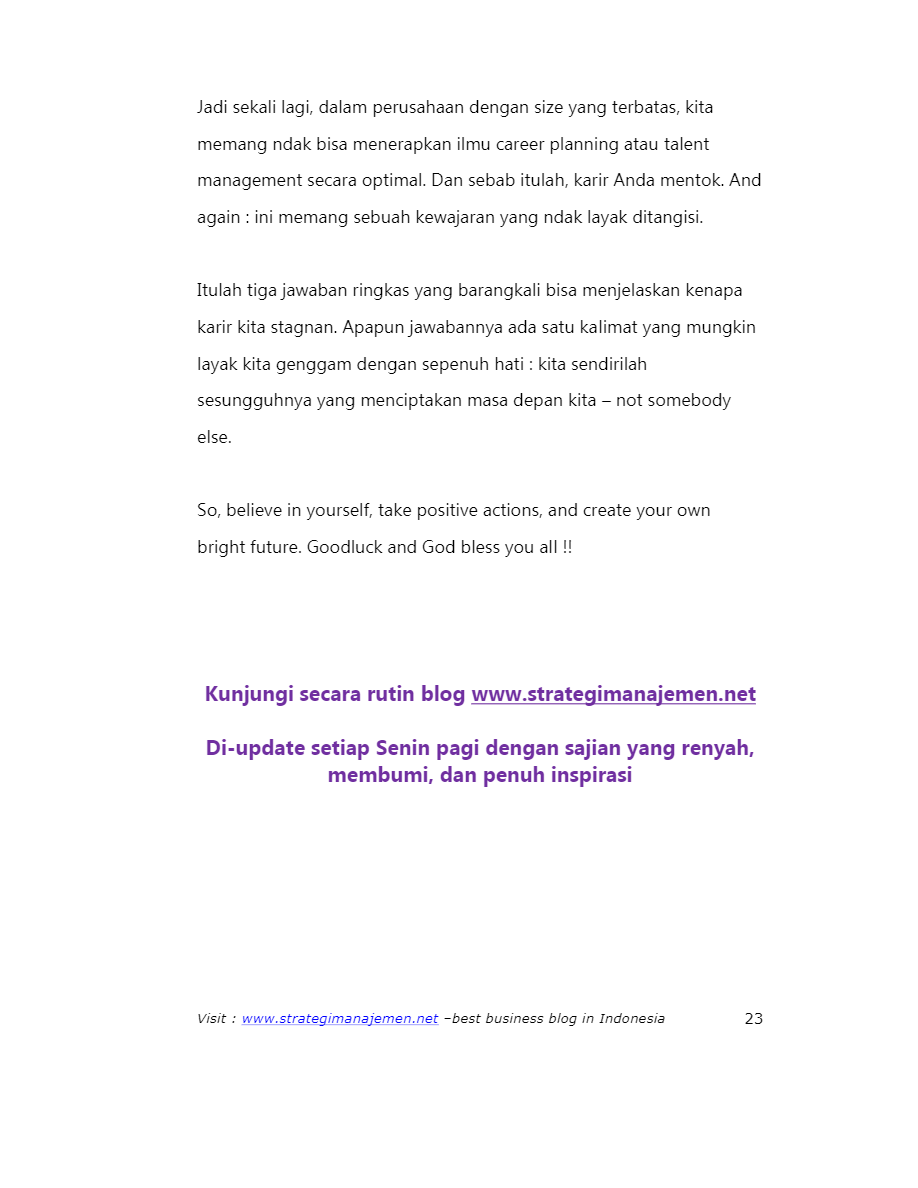 Jadi sekali lagi, dalam perusahaan dengan size yang terbatas, kita
memang ndak bisa menerapkan ilmu career planning atau talent
management secara optimal. Dan sebab itulah, karir Anda mentok. And
again : ini memang sebuah kewajaran yang ndak layak ditangisi.
Itulah tiga jawaban ringkas yang barangkali bisa menjelaskan kenapa
karir kita stagnan. Apapun jawabannya ada satu kalimat yang mungkin
layak kita genggam dengan sepenuh hati : kita sendirilah
sesungguhnya yang menciptakan masa depan kita – not somebody
else.
So, believe in yourself, take positive actions, and create your own
bright future. Goodluck and God bless you all !!
Kunjungi secara rutin blog www.strategimanajemen.net
Di-update setiap Senin pagi dengan sajian yang renyah,
membumi, dan penuh inspirasi
Visit : www.strategimanajemen.net –best business blog in Indonesia 23